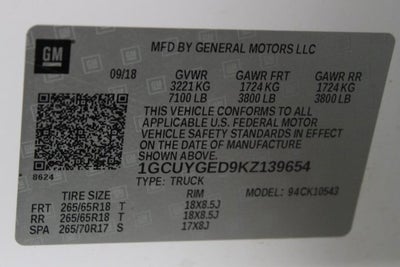 GM
MFD BY GENERAL MOTORS LLC
09/18 GVWR GAWR FRT GAWR RR
3221 KG 1724 KG 1724 KG
7100 LB 3800 LB 3800 LB
THIS VEHICLE CONFORMS TO ALL
APPLICABLE U.S. FEDERAL MOTOR
VEHICLE SAFETY STANDARDS IN EFFECT
ON THE DATE OF MANUFACTURE
8624 1GCUYGED9KZ139654
TYPE: TRUCK MODEL: 94CK10543
TIRE SIZE RIM
FRT 265/65R18 T 18X8.5J
RR 265/65R18 T 18X8.5J
SPA 265/70R17 S 17X8J